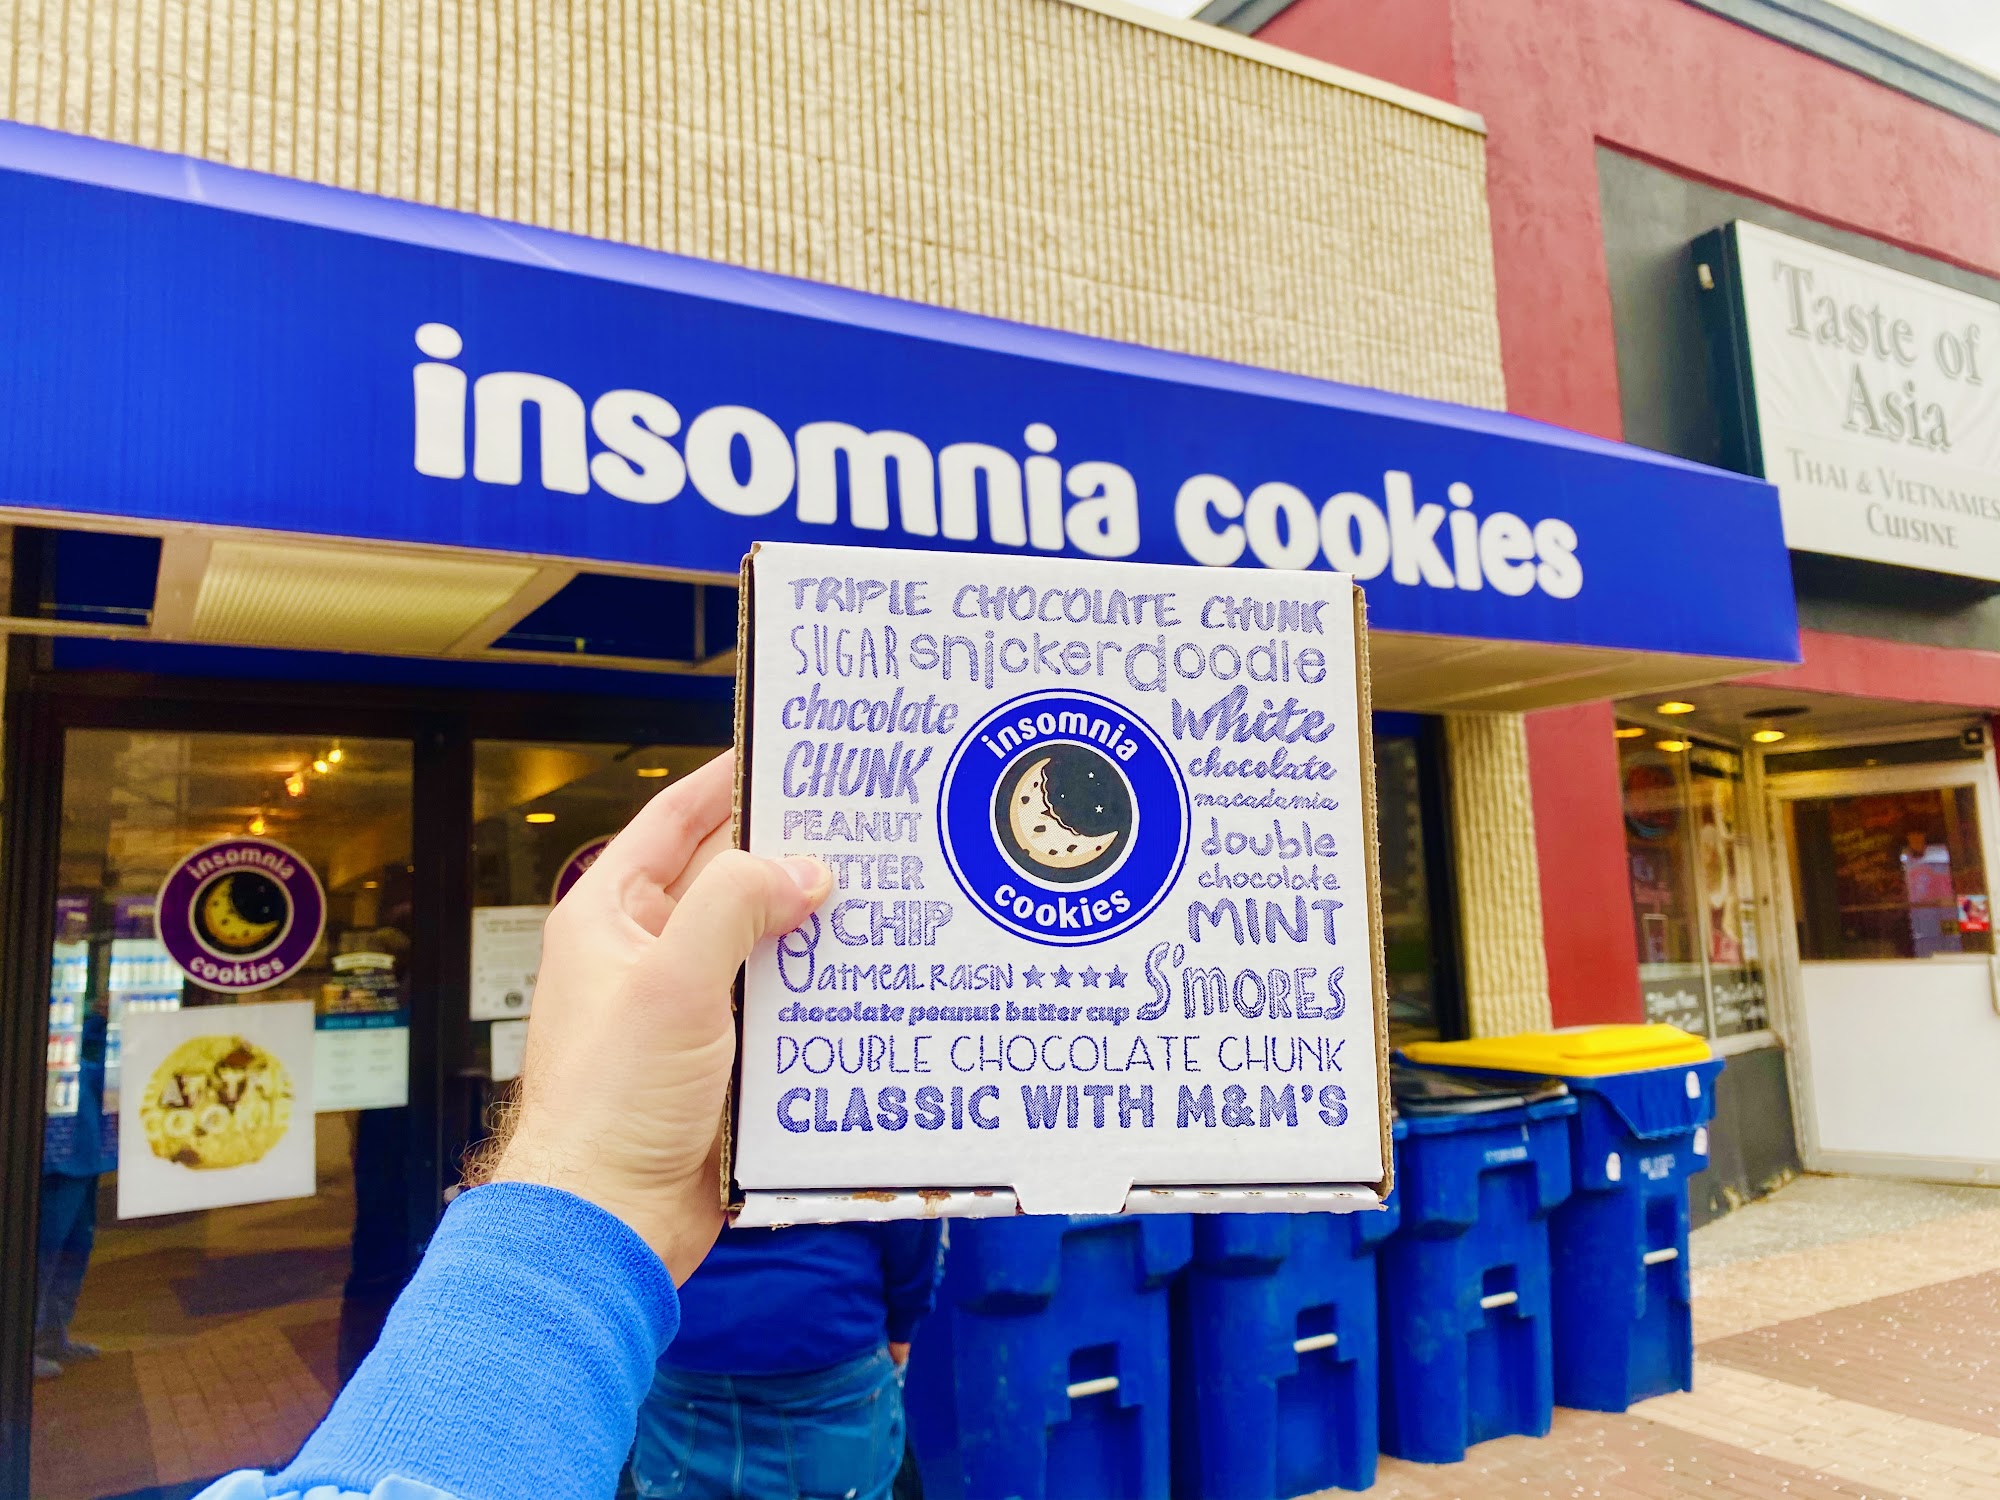 insomnia cookies
Taste of
Asia
THAI & VIETNAMES
CUISINE
TRIPLE CHOCOLATE CHUNK
SUGAR snickerdoodle
chocolate
CHUNK
PEANUT
UTTER
CHIP
insomnia
cookies
White
chocolate
macadamia
double
chocolate
MINT
OatMeal Raisin ★★★★
S'MORES
chocolate peanut butter cup
DOUBLE CHOCOLATE CHUNK
CLASSIC WITH M&M'S
insomnia
cookies